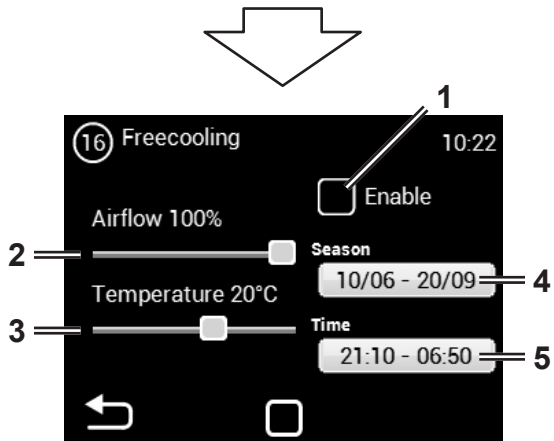 1
16 Freecooling 10:22
Enable
Airflow 100%
2
Season
10/06 - 20/09 4
Temperature 20°C
3
Time
21:10 - 06:50 5